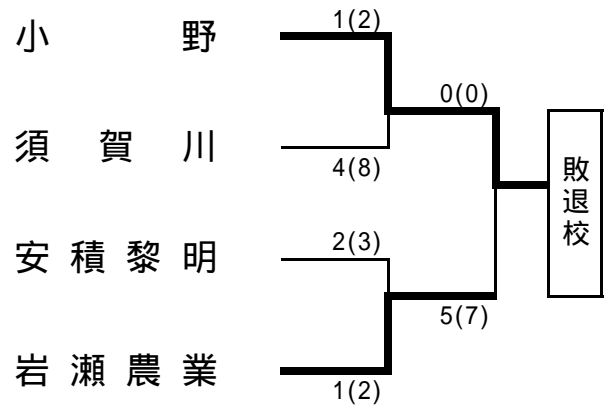 小野
1(2)
0(0)
須賀川
4(8)
敗退校
安積黎明
2(3)
5(7)
岩瀬農業
1(2)